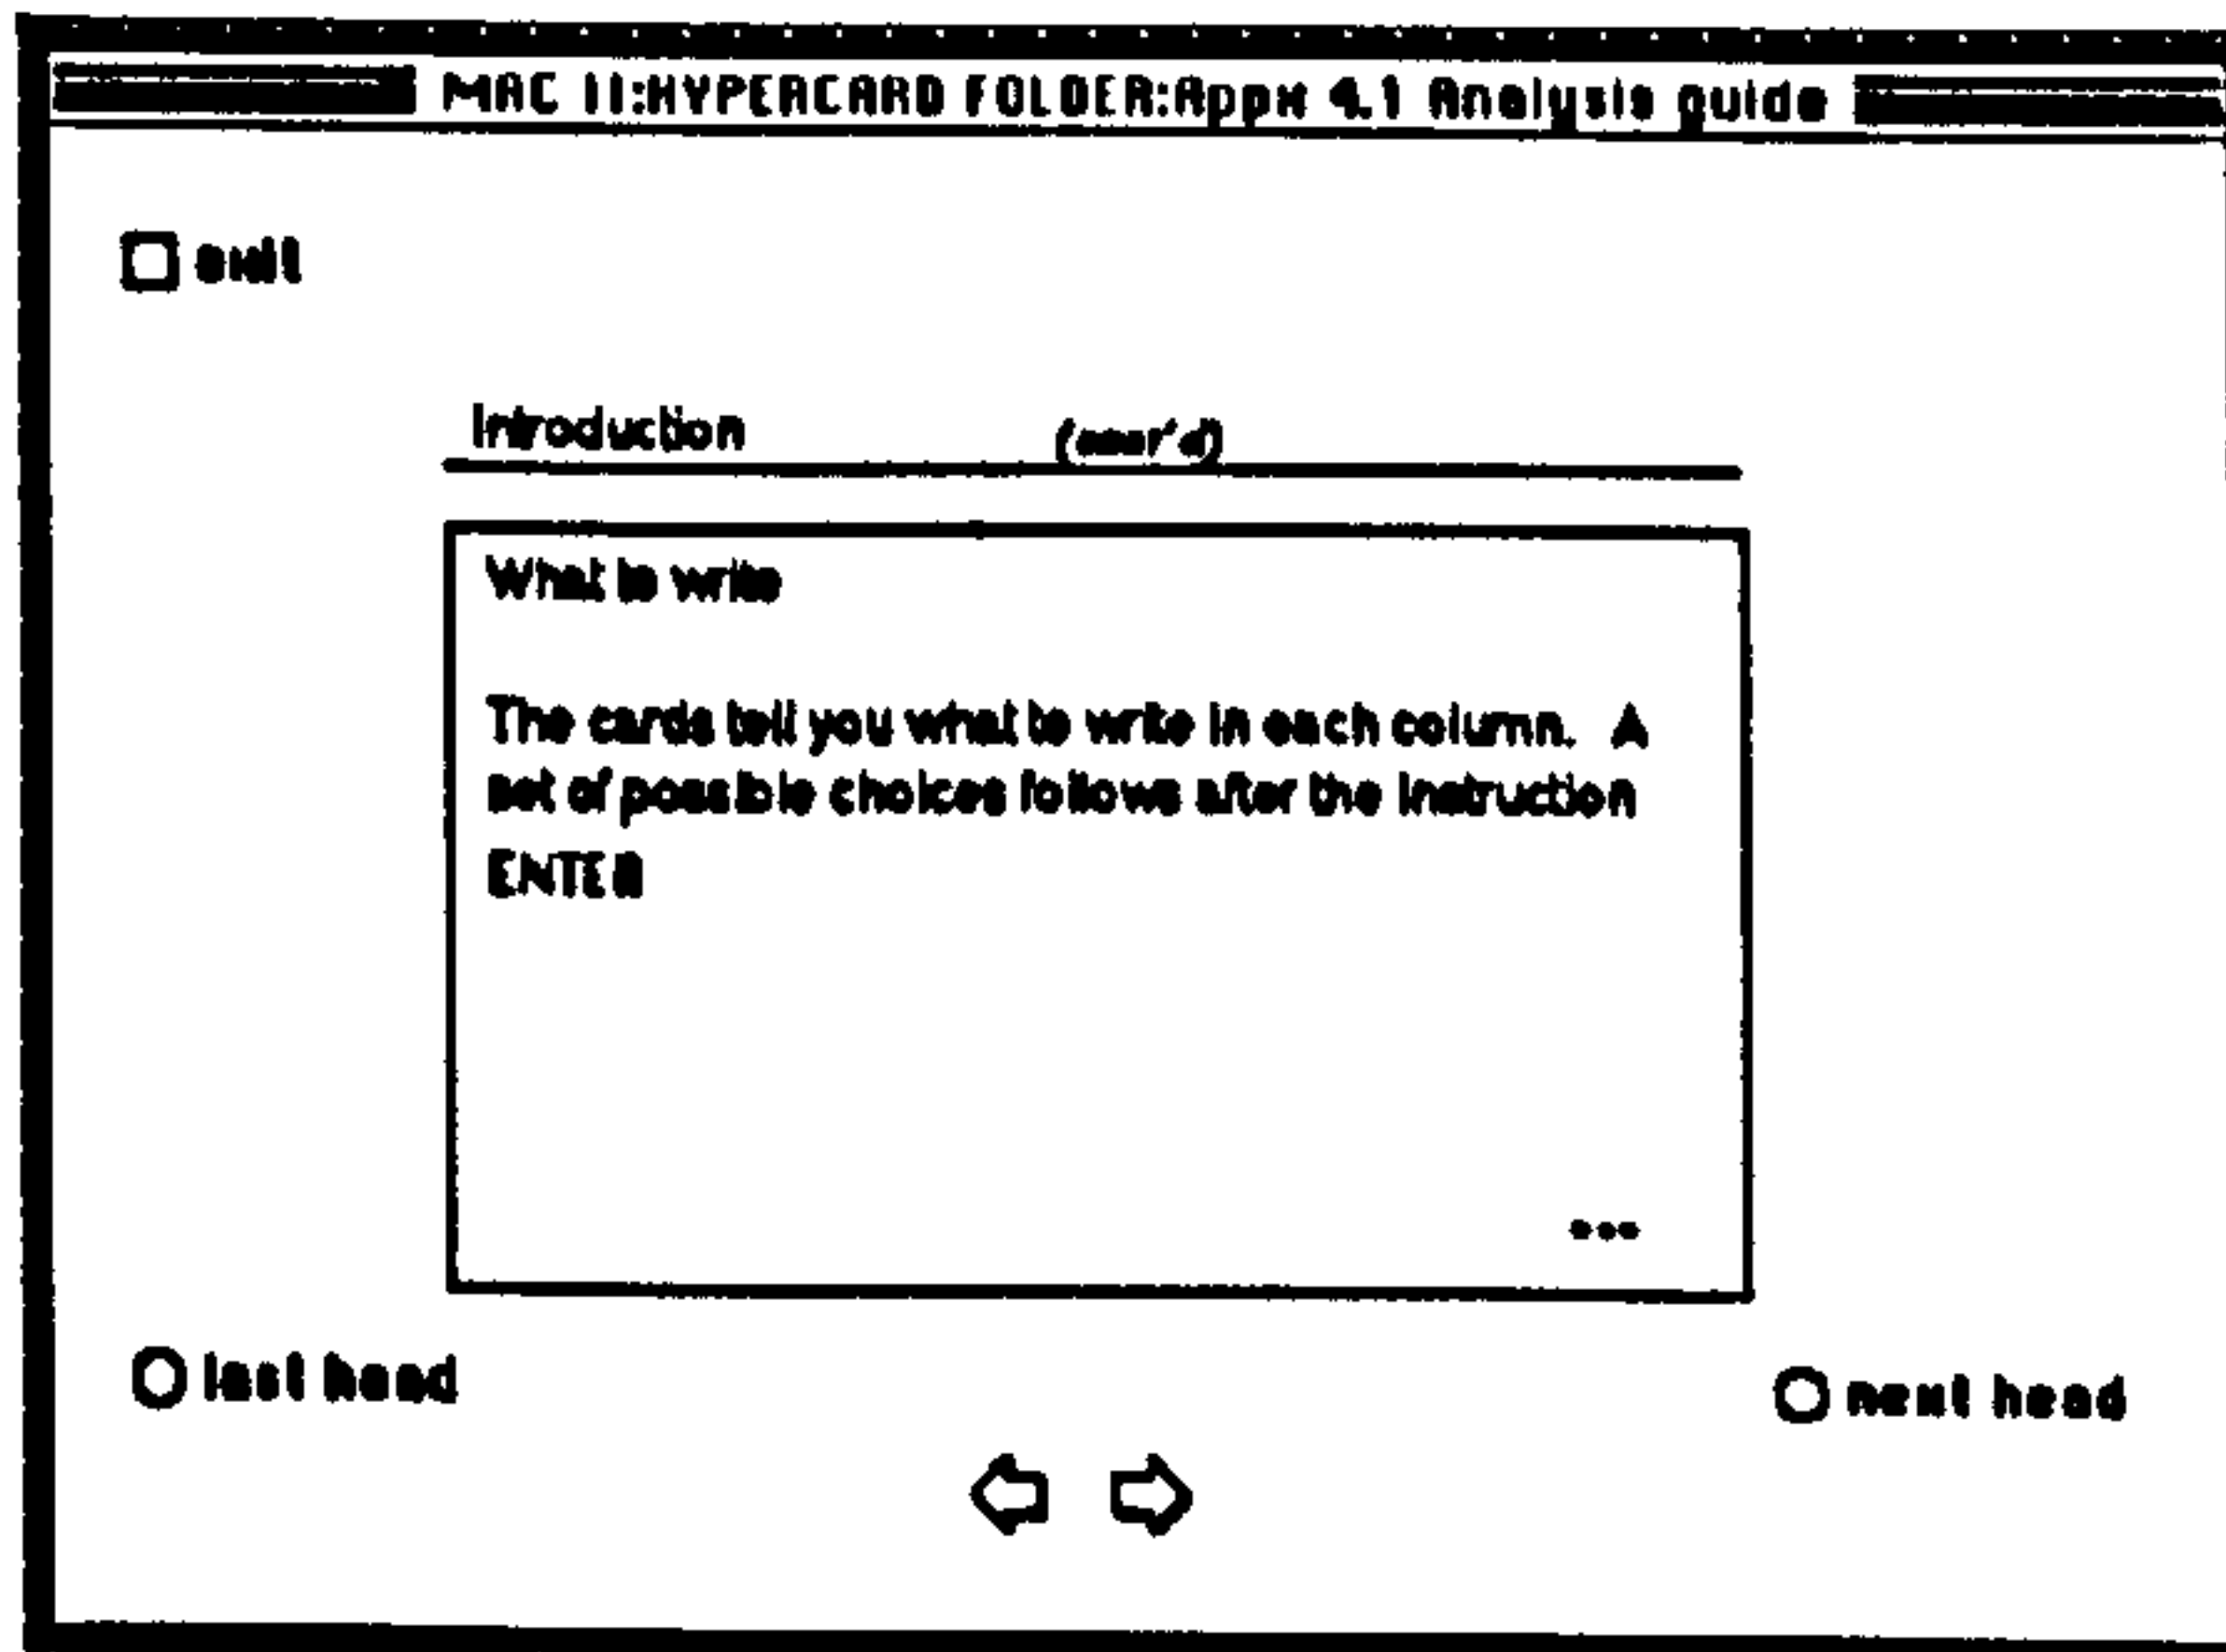 MAC II:HYPERCARD FOLDER:Appx 4.1 Analysis guide
exit
Introduction (cont'd)
What to write
The cards tell you what to write in each column. A
set of possible choices follows after the instruction
ENTER
•••
last head
next head